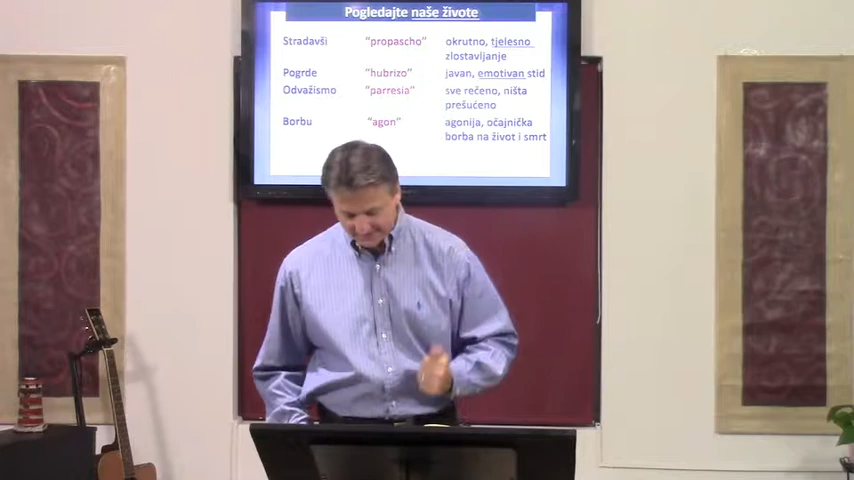 Pogledajte naše živote
Stradavši "propascho" okrutno, tjelesno
zlostavljanje
Pogrde "hubrizo" javan, emotivan stid
Odvažismo "parresia" sve rečeno, ništa
prešućeno
Borbu "agon" agonija, očajnička
borba na život i smrt